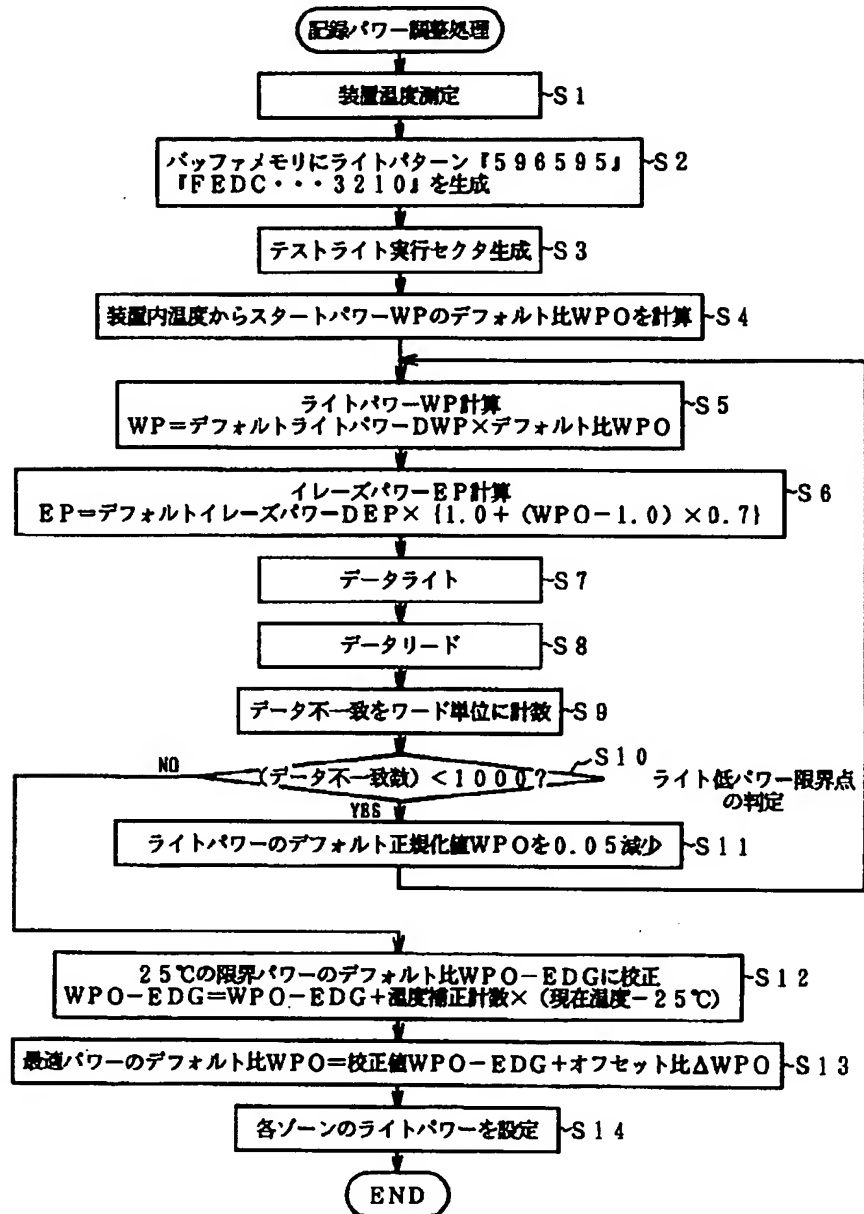 記録パワー調整処理
装置温度測定 S1
バッファメモリにライトパターン『596595』 S2
『FEDC・・・3210』を生成
テストライト実行セクタ生成 S3
装置内温度からスタートパワーWPのデフォルト比WPOを計算 S4
ライトパワーWP計算 S5
WP=デフォルトライトパワーDWP×デフォルト比WPO
イレーズパワーEP計算 S6
EP=デフォルトイレーズパワーDEP×{1.0+(WPO-1.0)×0.7}
データライト S7
データリード S8
データ不一致をワード単位に計数 S9
S10
NO (データ不一致数)<1000? ライト低パワー限界点
の判定
YES
ライトパワーのデフォルト正規化値WPOを0.05減少 S11
25℃の限界パワーのデフォルト比WPO-EDGに校正 S12
WPO-EDG=WPO-EDG+温度補正計数×(現在温度-25℃)
最適パワーのデフォルト比WPO=校正値WPO-EDG+オフセット比ΔWPO S13
各ゾーンのライトパワーを設定 S14
END